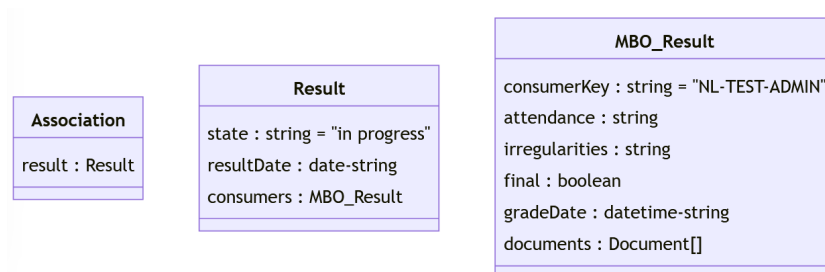 Association
result : Result
Result
state : string = "in progress"
resultDate : date-string
consumers : MBO_Result
MBO_Result
consumerKey : string = "NL-TEST-ADMIN"
attendance : string
irregularities : string
final : boolean
gradeDate : datetime-string
documents : Document[]